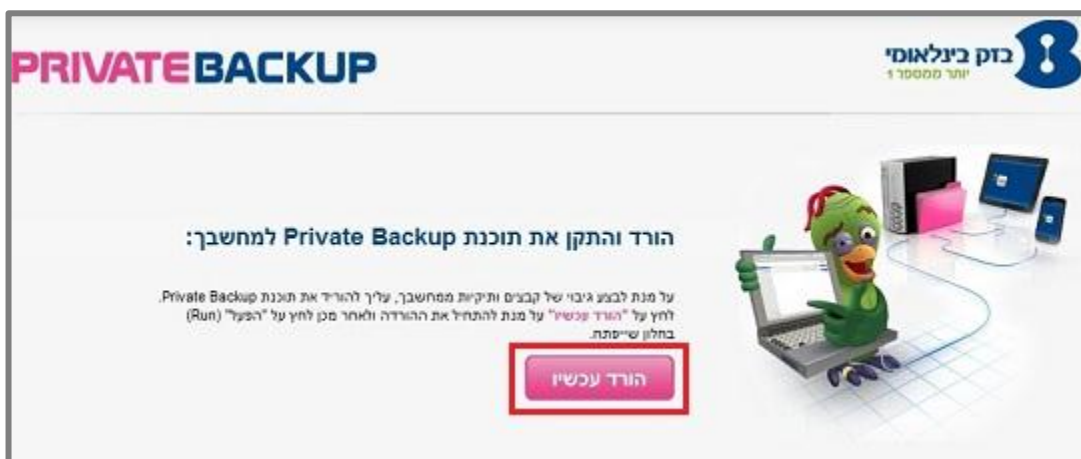 PRIVATE BACKUP
בזק בינלאומי
יותר ממספר 1
הורד והתקן את תוכנת Private Backup למחשבך:
על מנת לבצע גיבוי של קבצים ותיקיות ממחשבך, עליך להוריד את תוכנת Private Backup.
לחץ על "הורד עכשיו" על מנת להתחיל את ההורדה ולאחר מכן לחץ על "הפעל" (Run)
בחלון שייפתח.
הורד עכשיו